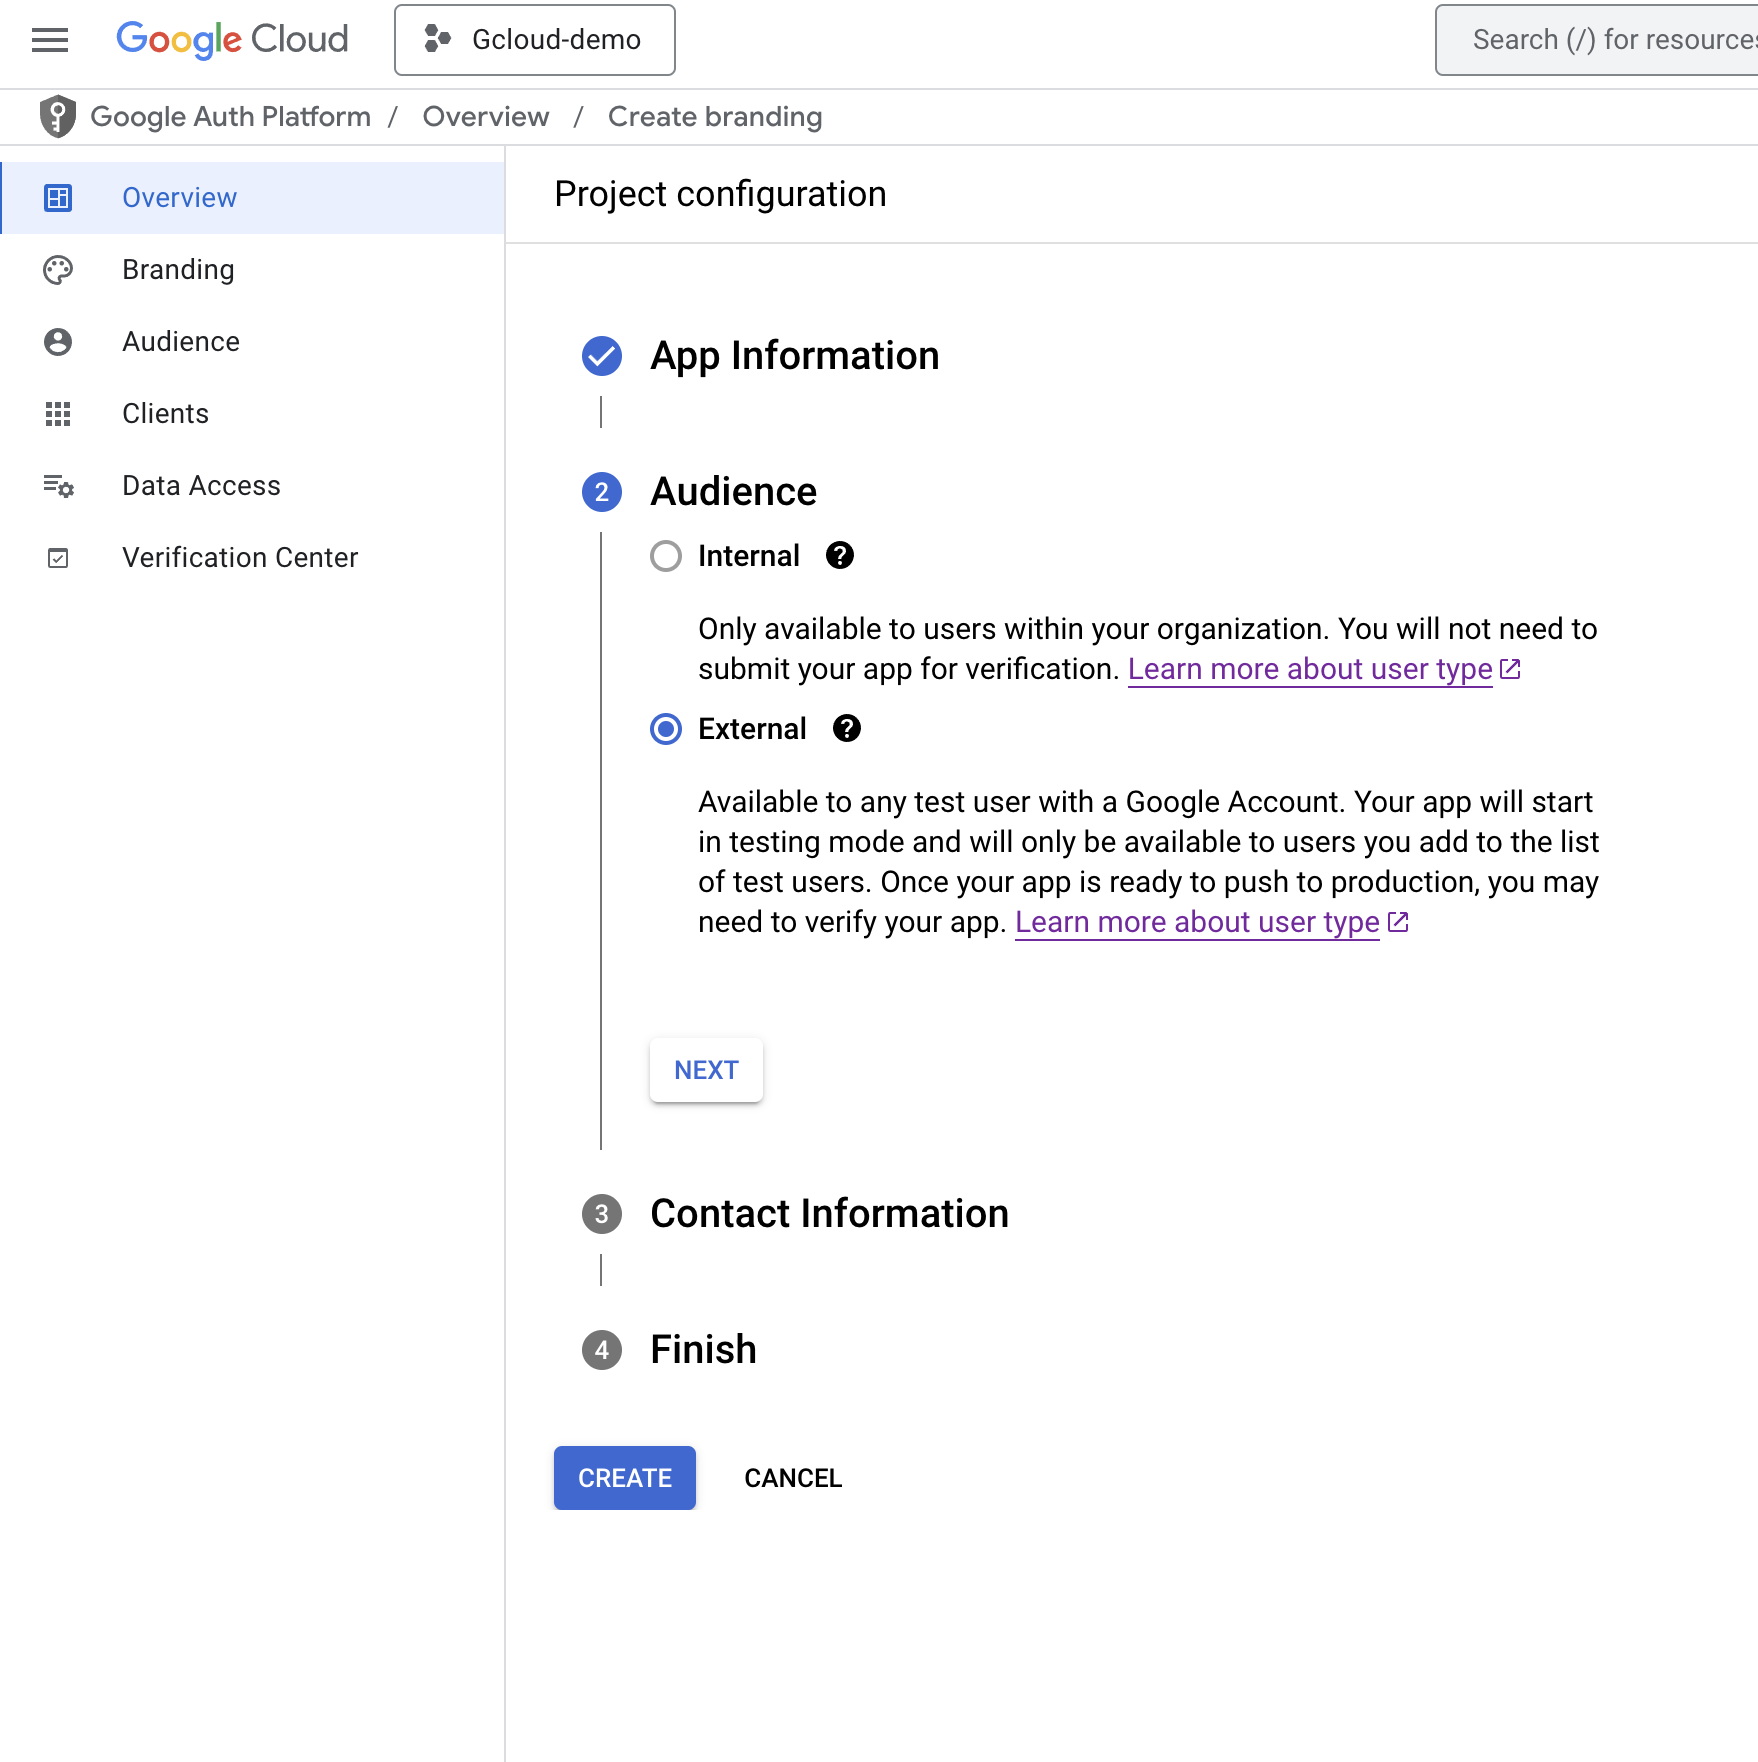 Google Cloud
Gcloud-demo
Search (/) for resources
Google Auth Platform / Overview / Create branding
Overview
Branding
Audience
Clients
Data Access
Verification Center
Project configuration
App Information
2 Audience
Internal ?
Only available to users within your organization. You will not need to
submit your app for verification. Learn more about user type
External ?
Available to any test user with a Google Account. Your app will start
in testing mode and will only be available to users you add to the list
of test users. Once your app is ready to push to production, you may
need to verify your app. Learn more about user type
NEXT
3 Contact Information
4 Finish
CREATE CANCEL